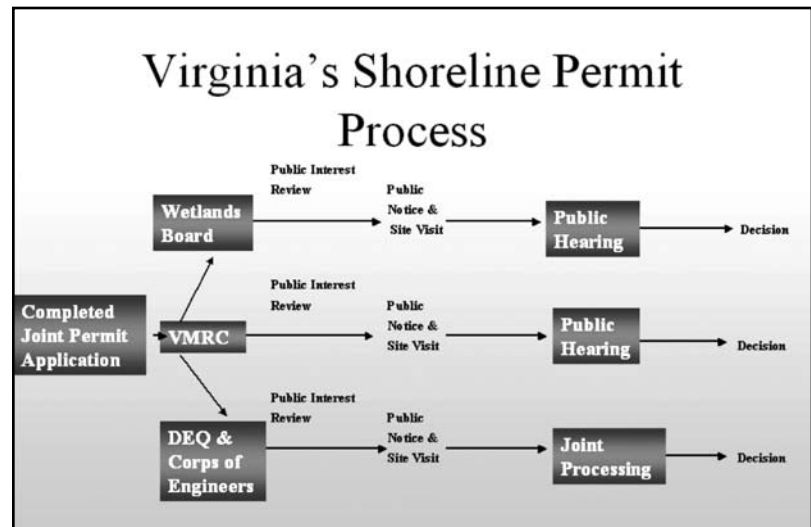 Virginia's Shoreline Permit
Process
Public Interest
Review
Wetlands
Board
Public
Notice &
Site Visit
Public
Hearing
Decision
Completed
Joint Permit
Application
VMRC
Public Interest
Review
Public
Notice &
Site Visit
Public
Hearing
Decision
DEQ &
Corps of
Engineers
Public Interest
Review
Public
Notice &
Site Visit
Joint
Processing
Decision